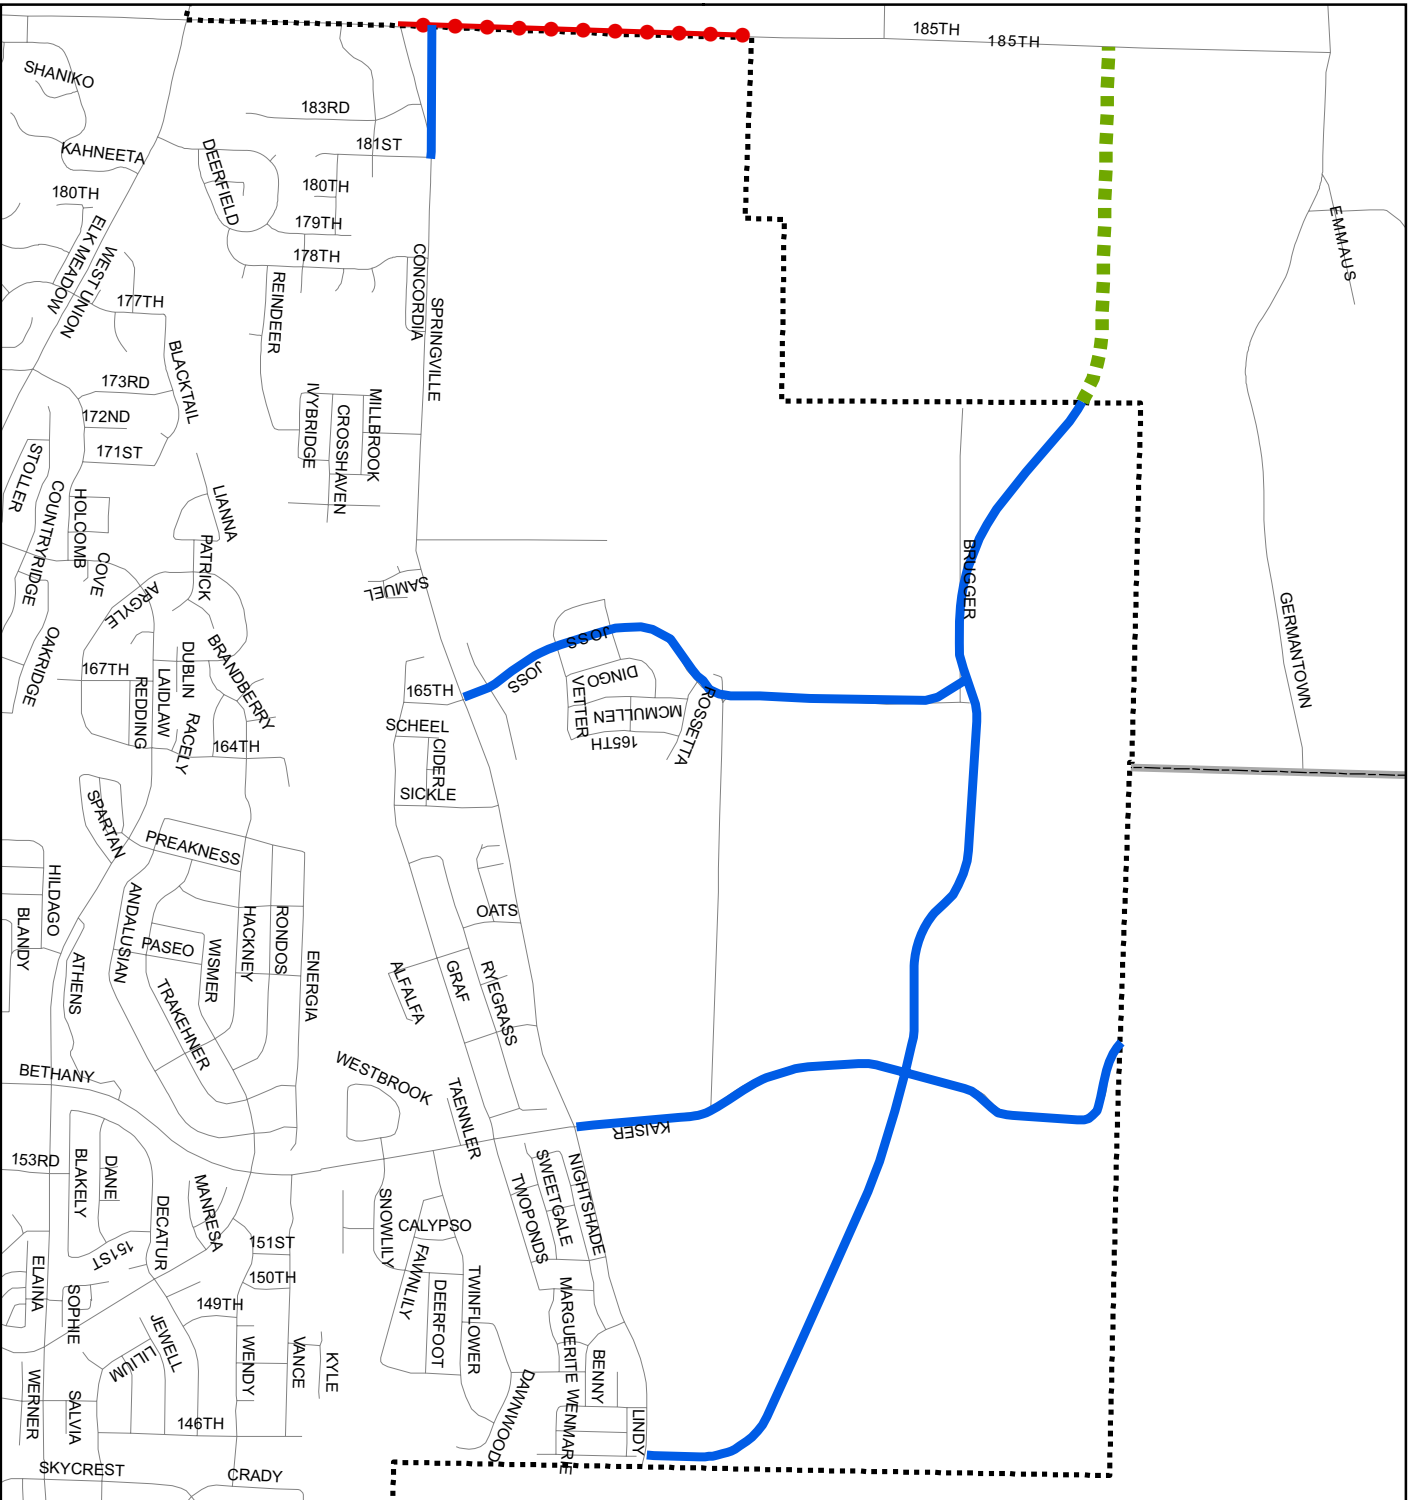 185TH
185TH
SHANIKO
183RD
KAHNEETA
181ST
DEERFIELD
180TH
180TH
179TH
178TH
ELK MEADOW
WEST UNION
CONCORDIA
SPRINGVILLE
REINDEER
EMMAUS
177TH
BLACKTAIL
173RD
172ND
171ST
IVYBRIDGE
CROSSHAVEN
MILLBROOK
STOLLER
COUNTRYRIDGE
HOLCOMB
COVE
LIANNA
PATRICK
BRUGGER
SAMUEL
ARGYLE
GERMANTOWN
OAKRIDGE
167TH
DUBLIN
BRANDBERRY
LAIDLAW
REDDING
RACELY
164TH
JOSS
JOSS
DINGO
VETTER
MCMULLEN
165TH
ROSSETTA
165TH
SCHEEL
CIDER
SICKLE
SPARTAN
PREAKNESS
HILDAGO
BLANDY
ANDALUSIAN
PASEO
WISMER
HACKNEY
RONDOS
ENERGIA
OATS
ATHENS
TRAKEHNER
ALFALFA
GRAF
RYEGRASS
BETHANY
WESTBROOK
TAENNLER
KAISER
153RD
BLAKELY
DANE
DECATUR
MANRESA
SNOWLILY
CALYPSO
TWOPONDS
SWEETGALE
NIGHTSHADE
151ST
151ST
150TH
149TH
ELAINA
SOPHIE
JEWELL
LILIUM
FAWNLILY
DEERFOOT
TWINFLOWER
MARGUERITE
WENMARIE
BENNY
LINDY
DAWNWOOD
WENDY
VANCE
KYLE
WERNER
SALVIA
146TH
SKYCREST
CRADY